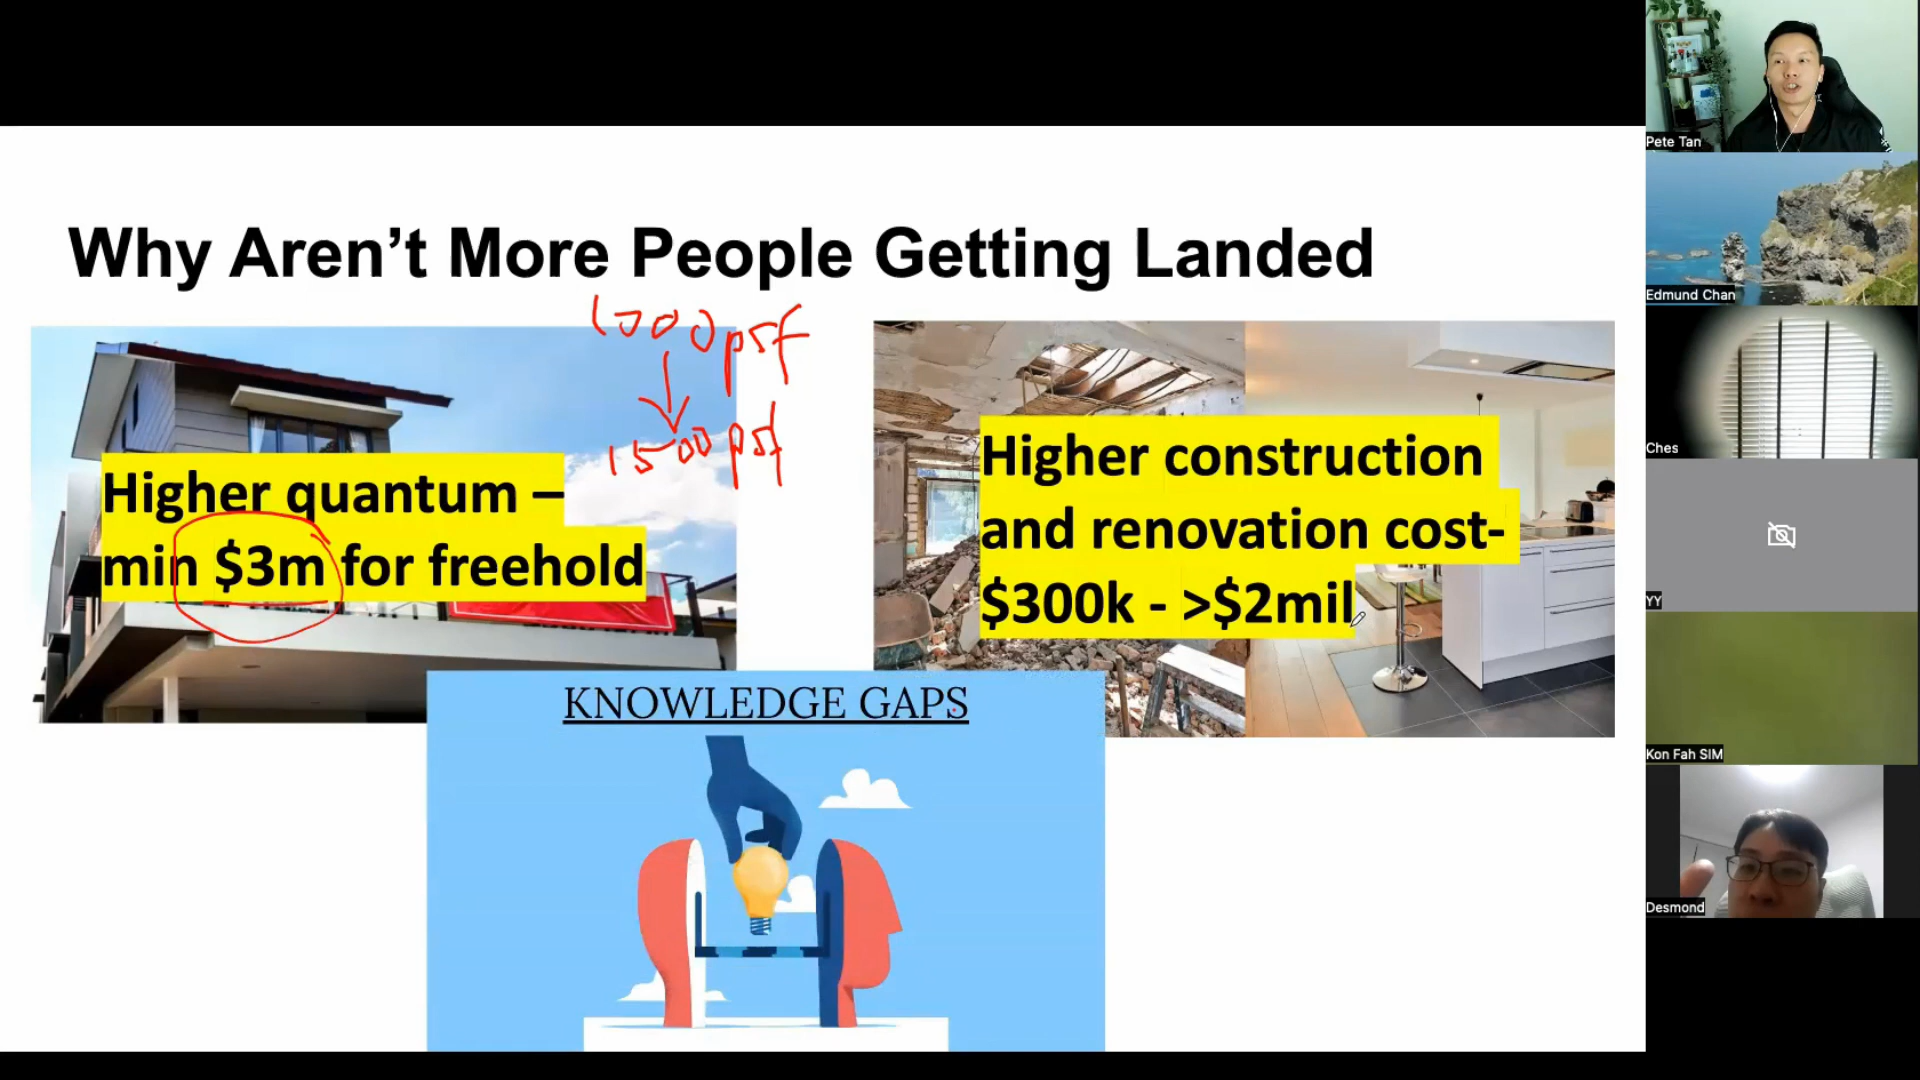 Why Aren’t More People Getting Landed
1000psf
1500psf
Higher quantum –
min $3m for freehold
Higher construction
and renovation cost-
$300k - >$2mil
KNOWLEDGE GAPS
Pete Tan
Edmund Chan
Ches
YY
Kon Fah SIM
Desmond